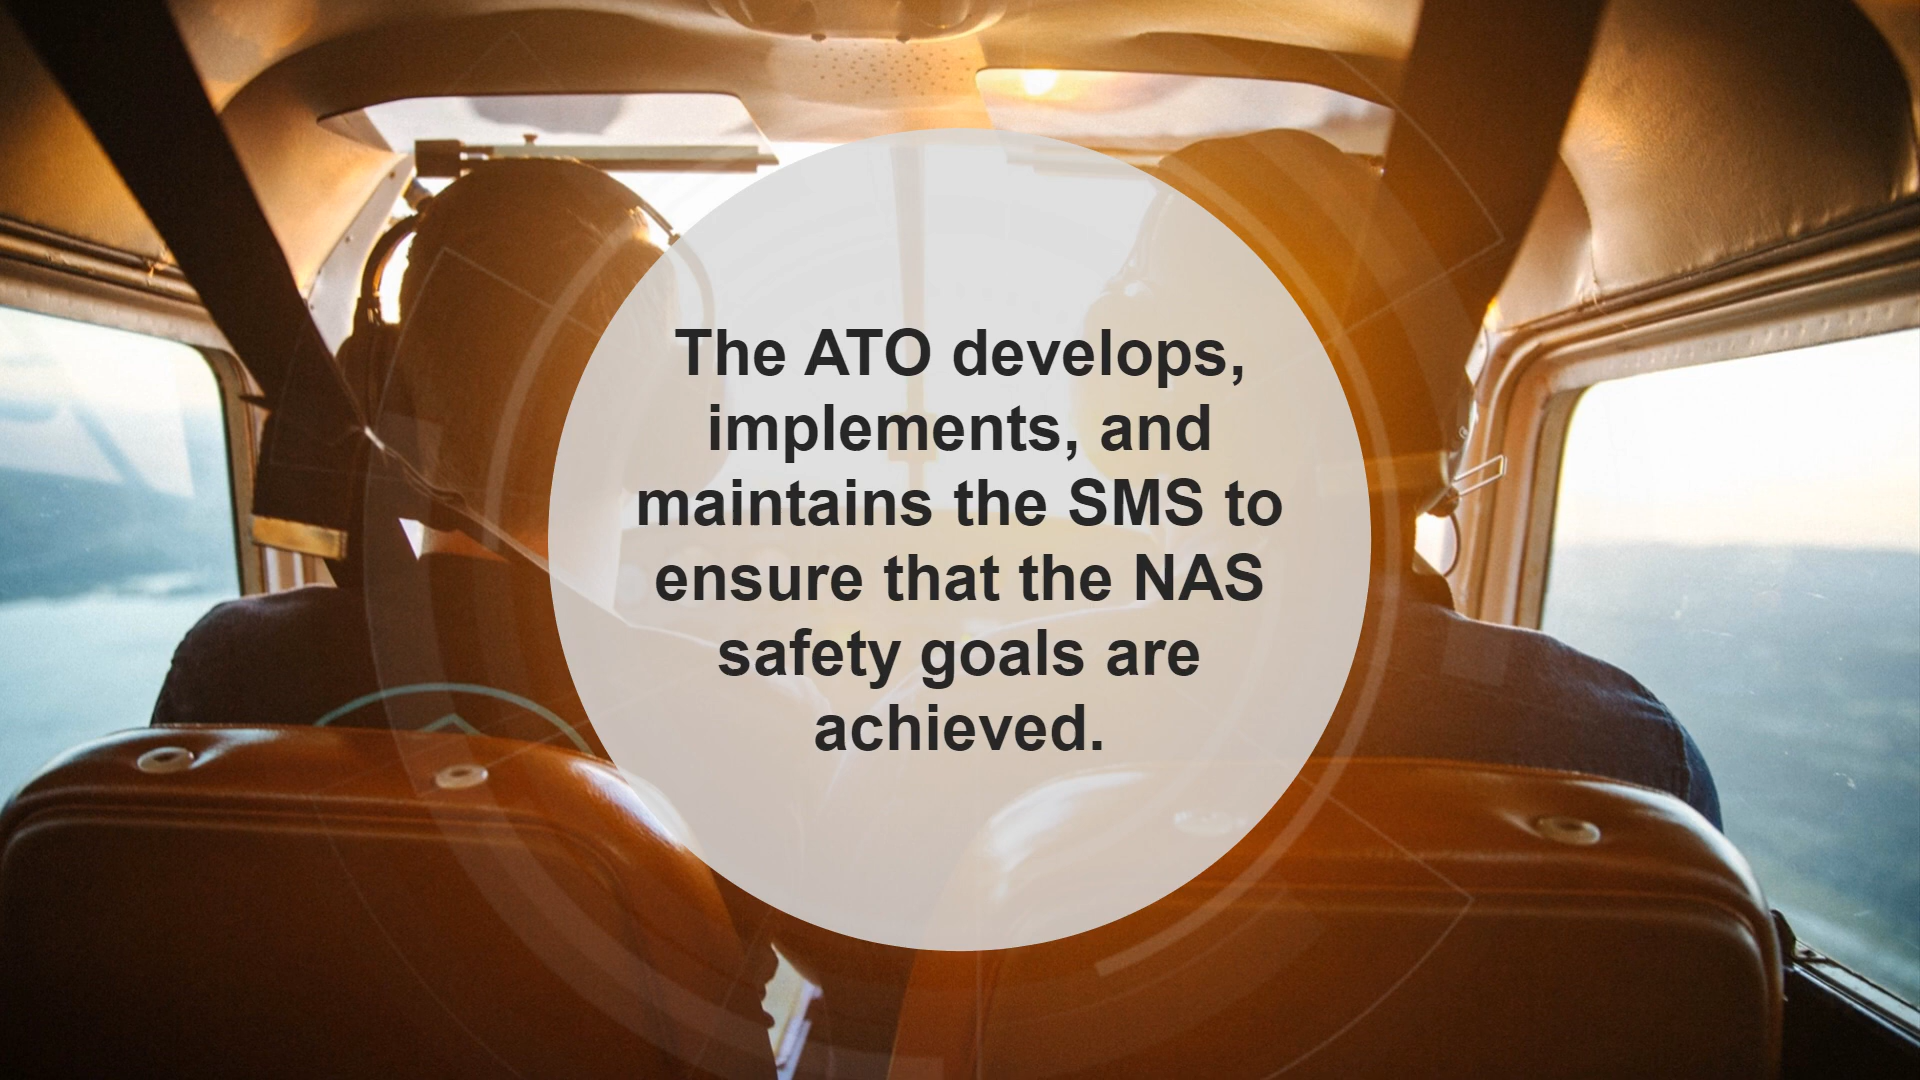 The ATO develops,
implements, and
maintains the SMS to
ensure that the NAS
safety goals are
achieved.